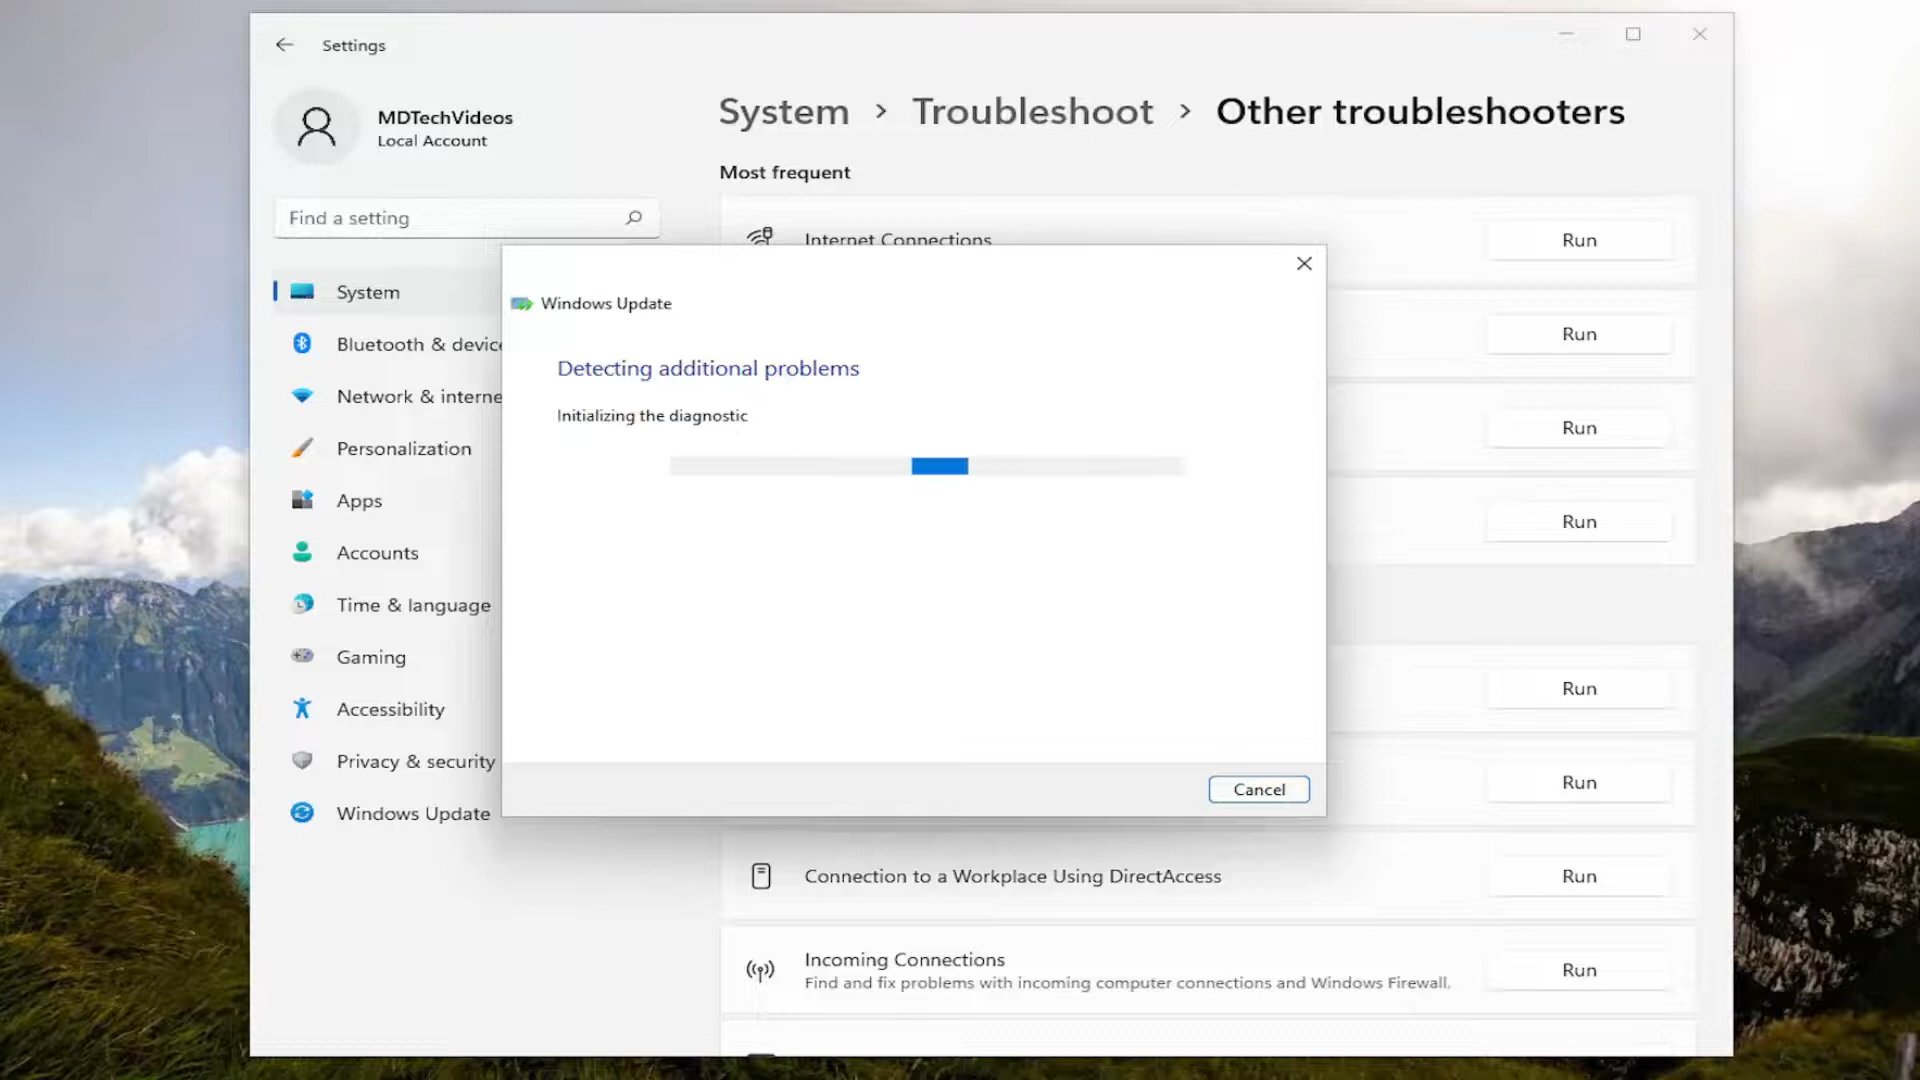 Settings
MDTechVideos
Local Account
Find a setting
System
Bluetooth & device
Network & interne
Personalization
Apps
Accounts
Time & language
Gaming
Accessibility
Privacy & security
Windows Update
System > Troubleshoot > Other troubleshooters
Most frequent
Internet Connections
Run
Run
Run
Run
Windows Update
Detecting additional problems
Initializing the diagnostic
Cancel
Run
Run
Connection to a Workplace Using DirectAccess
Run
Incoming Connections
Find and fix problems with incoming computer connections and Windows Firewall.
Run